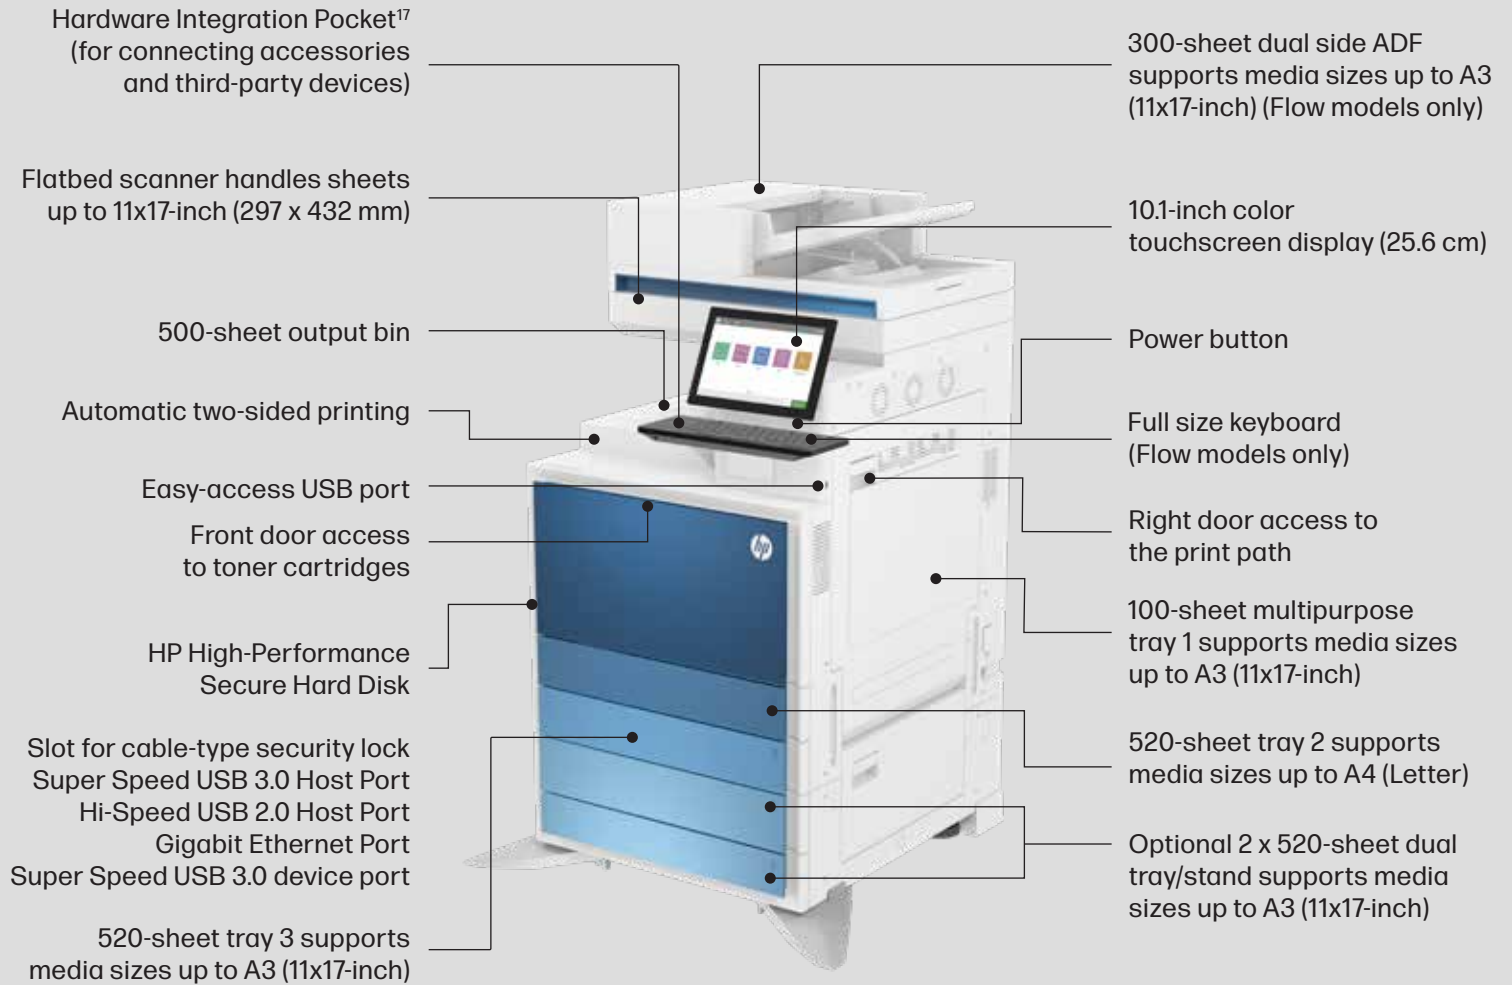 Hardware Integration Pocket¹⁷
(for connecting accessories
and third-party devices)
Flatbed scanner handles sheets
up to 11x17-inch (297 x 432 mm)
500-sheet output bin
Automatic two-sided printing
Easy-access USB port
Front door access
to toner cartridges
HP High-Performance
Secure Hard Disk
Slot for cable-type security lock
Super Speed USB 3.0 Host Port
Hi-Speed USB 2.0 Host Port
Gigabit Ethernet Port
Super Speed USB 3.0 device port
520-sheet tray 3 supports
media sizes up to A3 (11x17-inch)
hp
300-sheet dual side ADF
supports media sizes up to A3
(11x17-inch) (Flow models only)
10.1-inch color
touchscreen display (25.6 cm)
Power button
Full size keyboard
(Flow models only)
Right door access to
the print path
100-sheet multipurpose
tray 1 supports media sizes
up to A3 (11x17-inch)
520-sheet tray 2 supports
media sizes up to A4 (Letter)
Optional 2 x 520-sheet dual
tray/stand supports media
sizes up to A3 (11x17-inch)